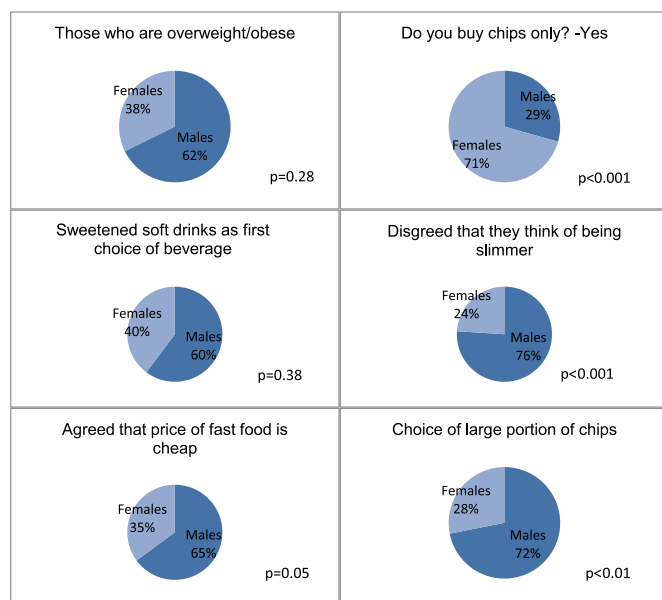 Those who are overweight/obese
Females
38%
Males
62%
p=0.28
Do you buy chips only? -Yes
Males
29%
Females
71%
p<0.001
Sweetened soft drinks as first
choice of beverage
Females
40%
Males
60%
p=0.38
Disgreed that they think of being
slimmer
Females
24%
Males
76%
p<0.001
Agreed that price of fast food is
cheap
Females
35%
Males
65%
p=0.05
Choice of large portion of chips
Females
28%
Males
72%
p<0.01